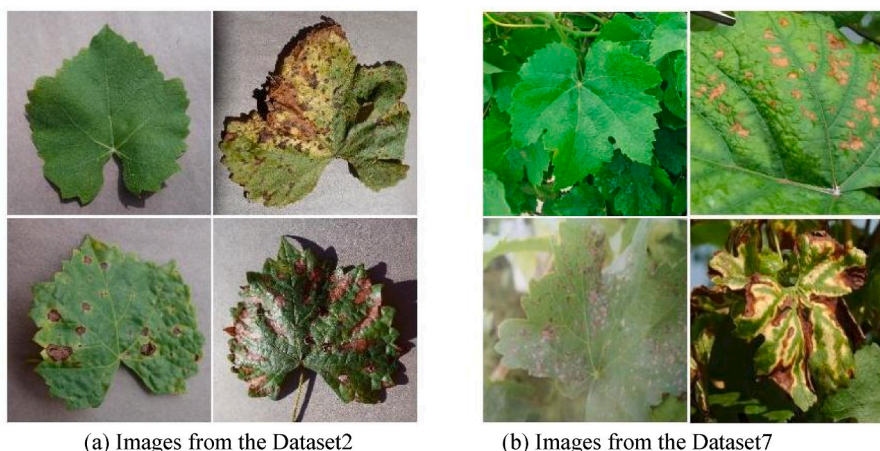 (a) Images from the Dataset2
(b) Images from the Dataset7